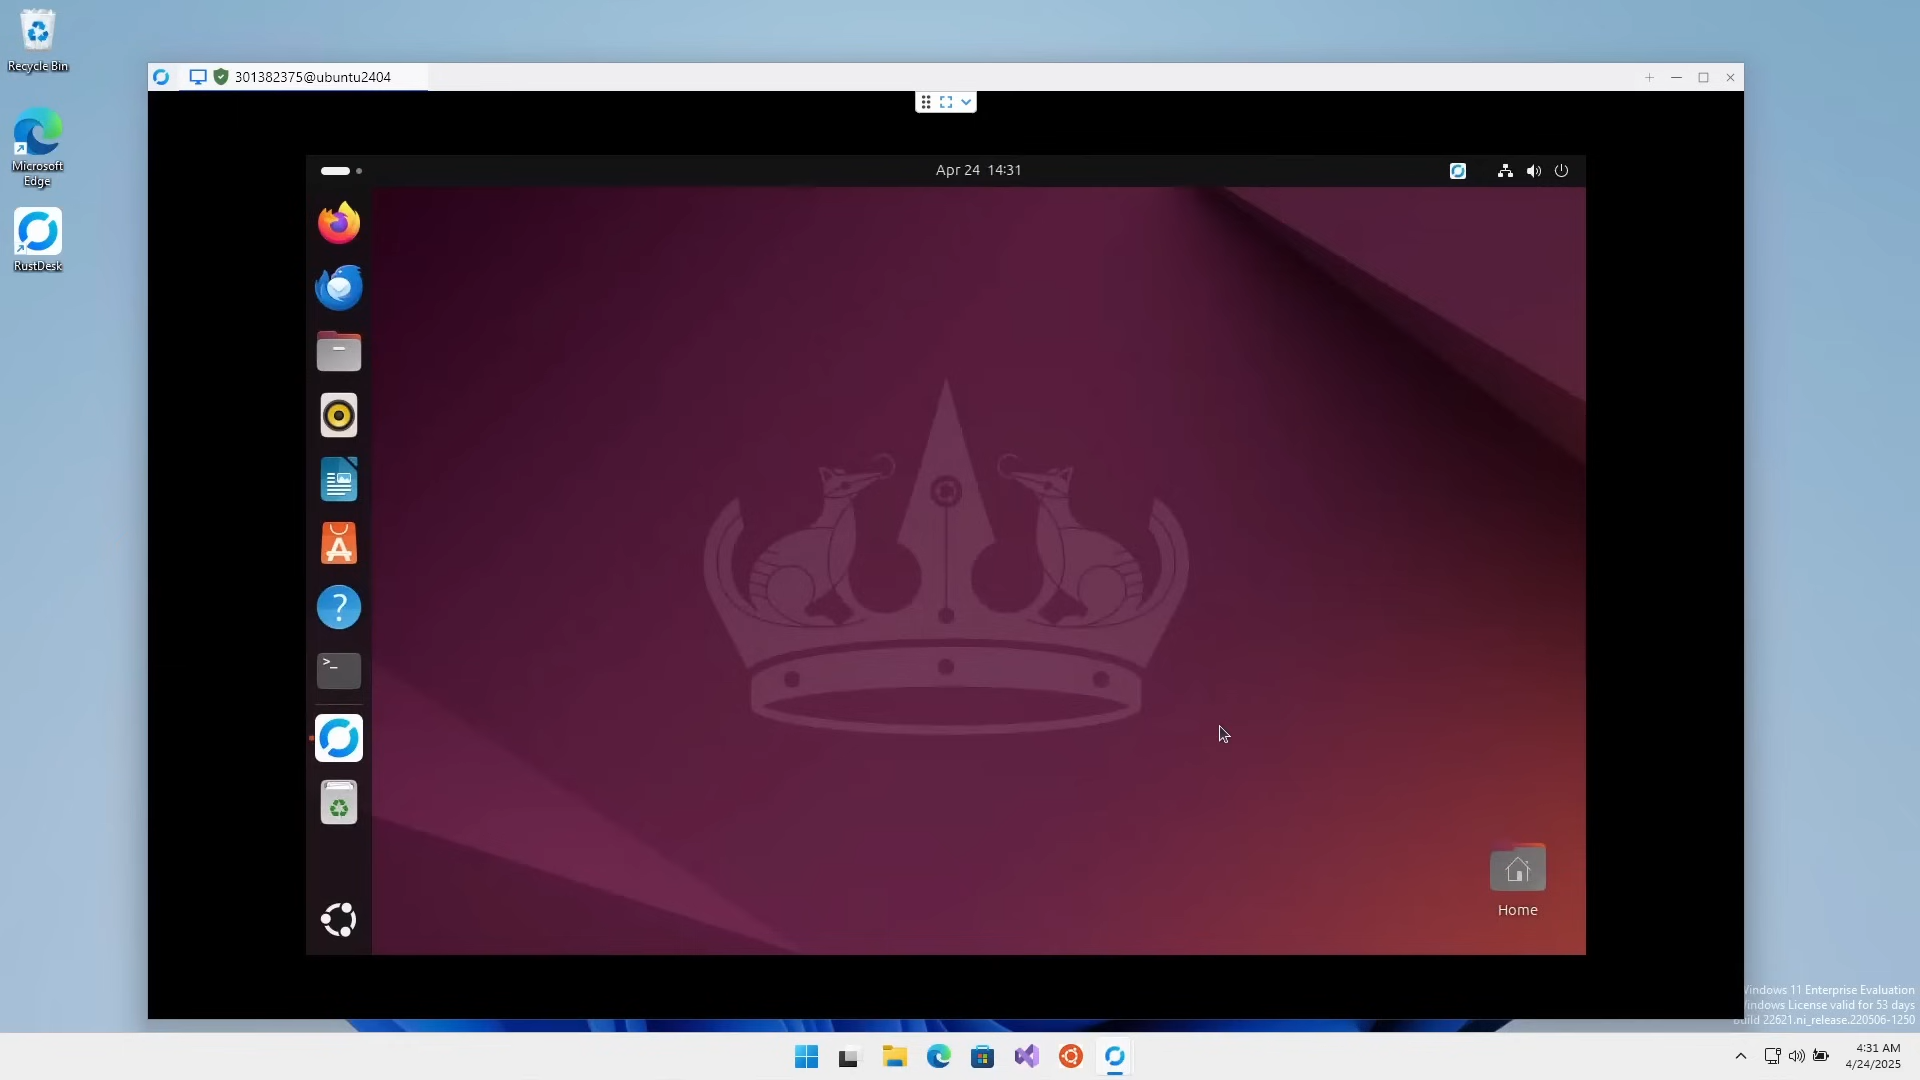 Recycle Bin
Microsoft
Edge
RustDesk
301382375@ubuntu2404
Apr 24 14:31
A
?
>_
Home
Windows 11 Enterprise Evaluation
Windows License valid for 53 days
Build 22621.ni_release.220506-1250
4:31 AM
4/24/2025